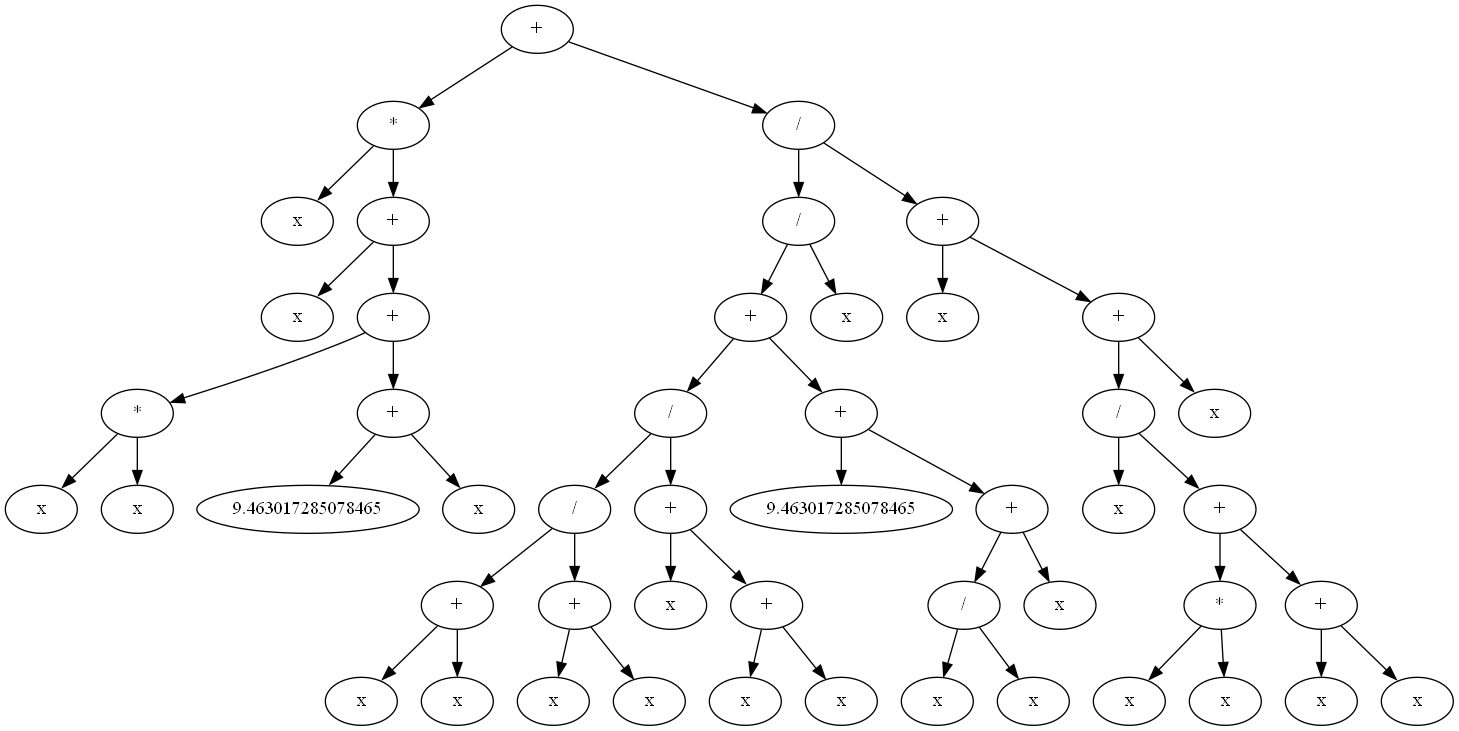 +
* /
x + / +
x + + x x +
* + / + / x
x x 9.463017285078465 x / + 9.463017285078465 + x +
+ + x + / x * +
x x x x x x x x x x x x